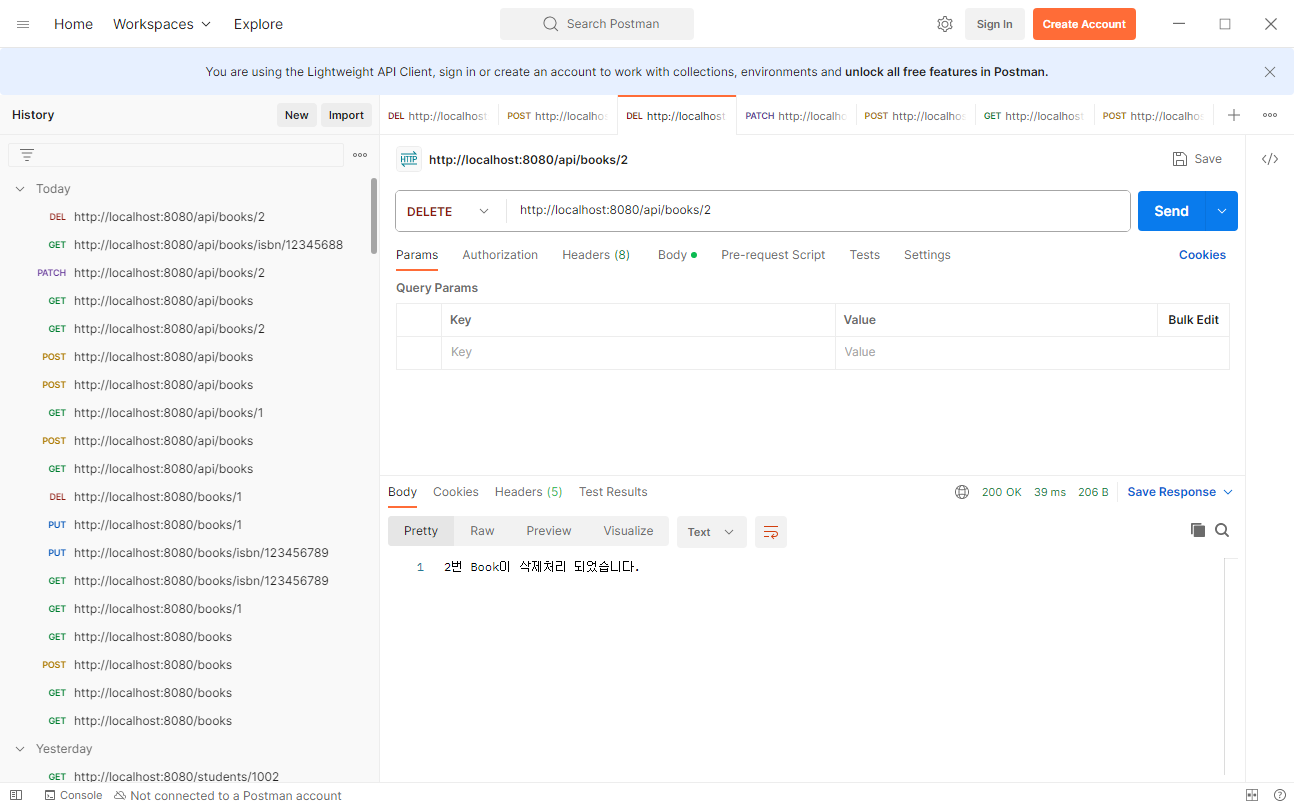 Home Workspaces Explore Search Postman Sign In Create Account
You are using the Lightweight API Client, sign in or create an account to work with collections, environments and unlock all free features in Postman.
History New Import
DEL http://localhost POST http://localhos DEL http://localhost PATCH http://localh POST http://localhos GET http://localhost POST http://localhos
HTTP http://localhost:8080/api/books/2 Save
Today
DEL http://localhost:8080/api/books/2
GET http://localhost:8080/api/books/isbn/12345688
PATCH http://localhost:8080/api/books/2
GET http://localhost:8080/api/books
GET http://localhost:8080/api/books/2
POST http://localhost:8080/api/books
POST http://localhost:8080/api/books
GET http://localhost:8080/api/books/1
POST http://localhost:8080/api/books
GET http://localhost:8080/api/books
DEL http://localhost:8080/books/1
PUT http://localhost:8080/books/1
PUT http://localhost:8080/books/isbn/123456789
GET http://localhost:8080/books/isbn/123456789
GET http://localhost:8080/books/1
GET http://localhost:8080/books
POST http://localhost:8080/books
GET http://localhost:8080/books
GET http://localhost:8080/books
Yesterday
GET http://localhost:8080/students/1002
DELETE http://localhost:8080/api/books/2 Send
Params Authorization Headers (8) Body Pre-request Script Tests Settings Cookies
Query Params
Key Value Bulk Edit
Key Value
Body Cookies Headers (5) Test Results 200 OK 39 ms 206 B Save Response
Pretty Raw Preview Visualize Text
1 2번 Book이 삭제처리 되었습니다.
Console Not connected to a Postman account